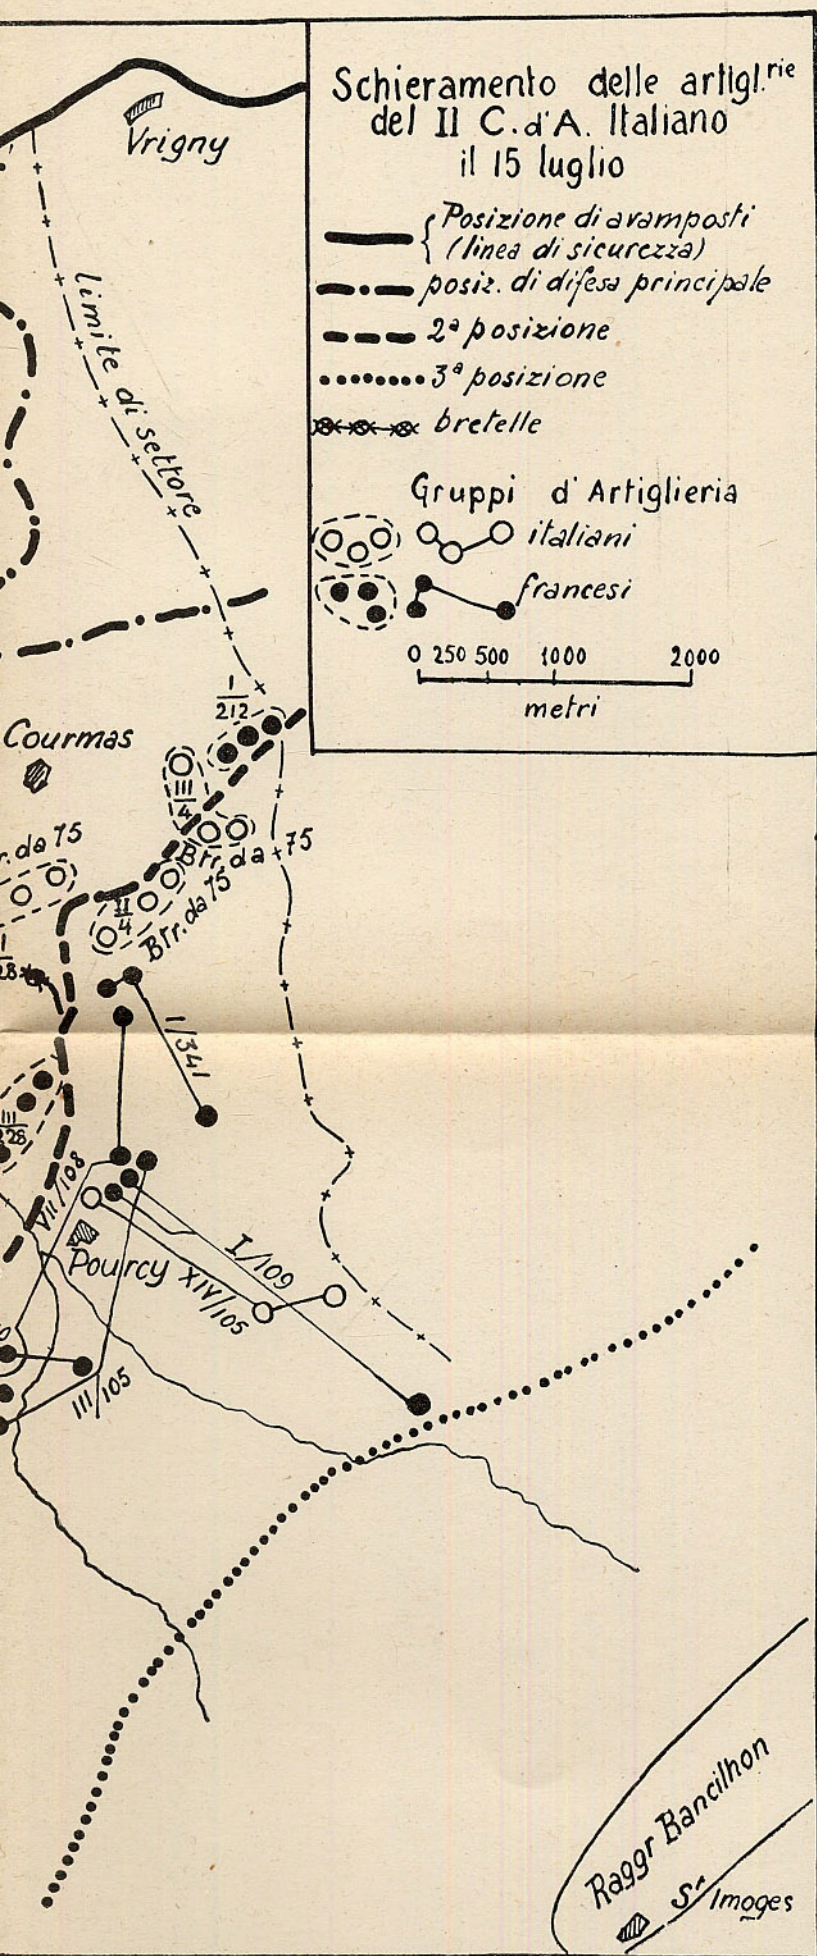 Schieramento delle artigl.rie
del II C.d'A. Italiano
il 15 luglio
Posizione di avamposti
(linea di sicurezza)
posiz. di difesa principale
2ª posizione
3ª posizione
bretelle
Gruppi d'Artiglieria
italiani
francesi
0 250 500 1000 2000
metri
Vrigny
limite di settore
1
212
Courmas
III
4
Btr. da 75
r. da 75
II
4
Btr. da 75
1
28
I/341
III
28
VII/108
Pourcy
I/109
XIV/105
III/105
Raggr Bancilhon
Sᵗ Imoges